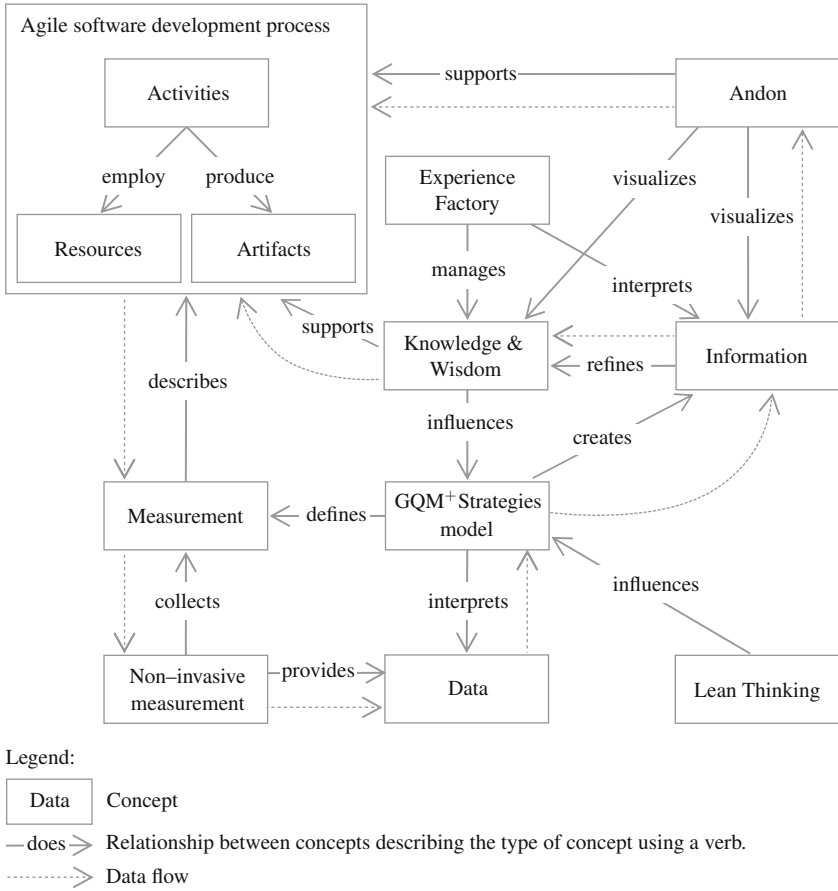 Agile software development process
Activities
employ
produce
Resources
Artifacts
supports
Andon
Experience
Factory
visualizes
visualizes
manages
interprets
supports
Knowledge &
Wisdom
refines
Information
describes
influences
creates
Measurement
defines
GQM+Strategies
model
collects
interprets
influences
Non–invasive
measurement
provides
Data
Lean Thinking
Legend:
Data
Concept
does
Relationship between concepts describing the type of concept using a verb.
Data flow